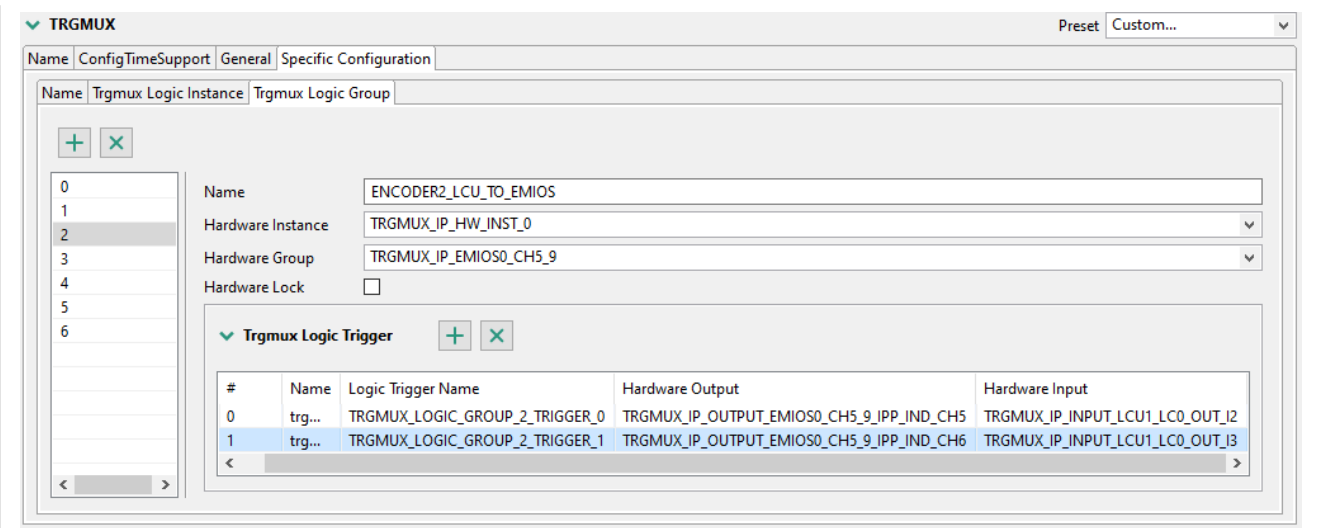 TRGMUX Preset Custom...
Name ConfigTimeSupport General Specific Configuration
Name Trgmux Logic Instance Trgmux Logic Group
0
1
2
3
4
5
6
Name ENCODER2_LCU_TO_EMIOS
Hardware Instance TRGMUX_IP_HW_INST_0
Hardware Group TRGMUX_IP_EMIOS0_CH5_9
Hardware Lock
Trgmux Logic Trigger
# Name Logic Trigger Name Hardware Output Hardware Input
0 trg... TRGMUX_LOGIC_GROUP_2_TRIGGER_0 TRGMUX_IP_OUTPUT_EMIOS0_CH5_9_IPP_IND_CH5 TRGMUX_IP_INPUT_LCU1_LC0_OUT_I2
1 trg... TRGMUX_LOGIC_GROUP_2_TRIGGER_1 TRGMUX_IP_OUTPUT_EMIOS0_CH5_9_IPP_IND_CH6 TRGMUX_IP_INPUT_LCU1_LC0_OUT_I3